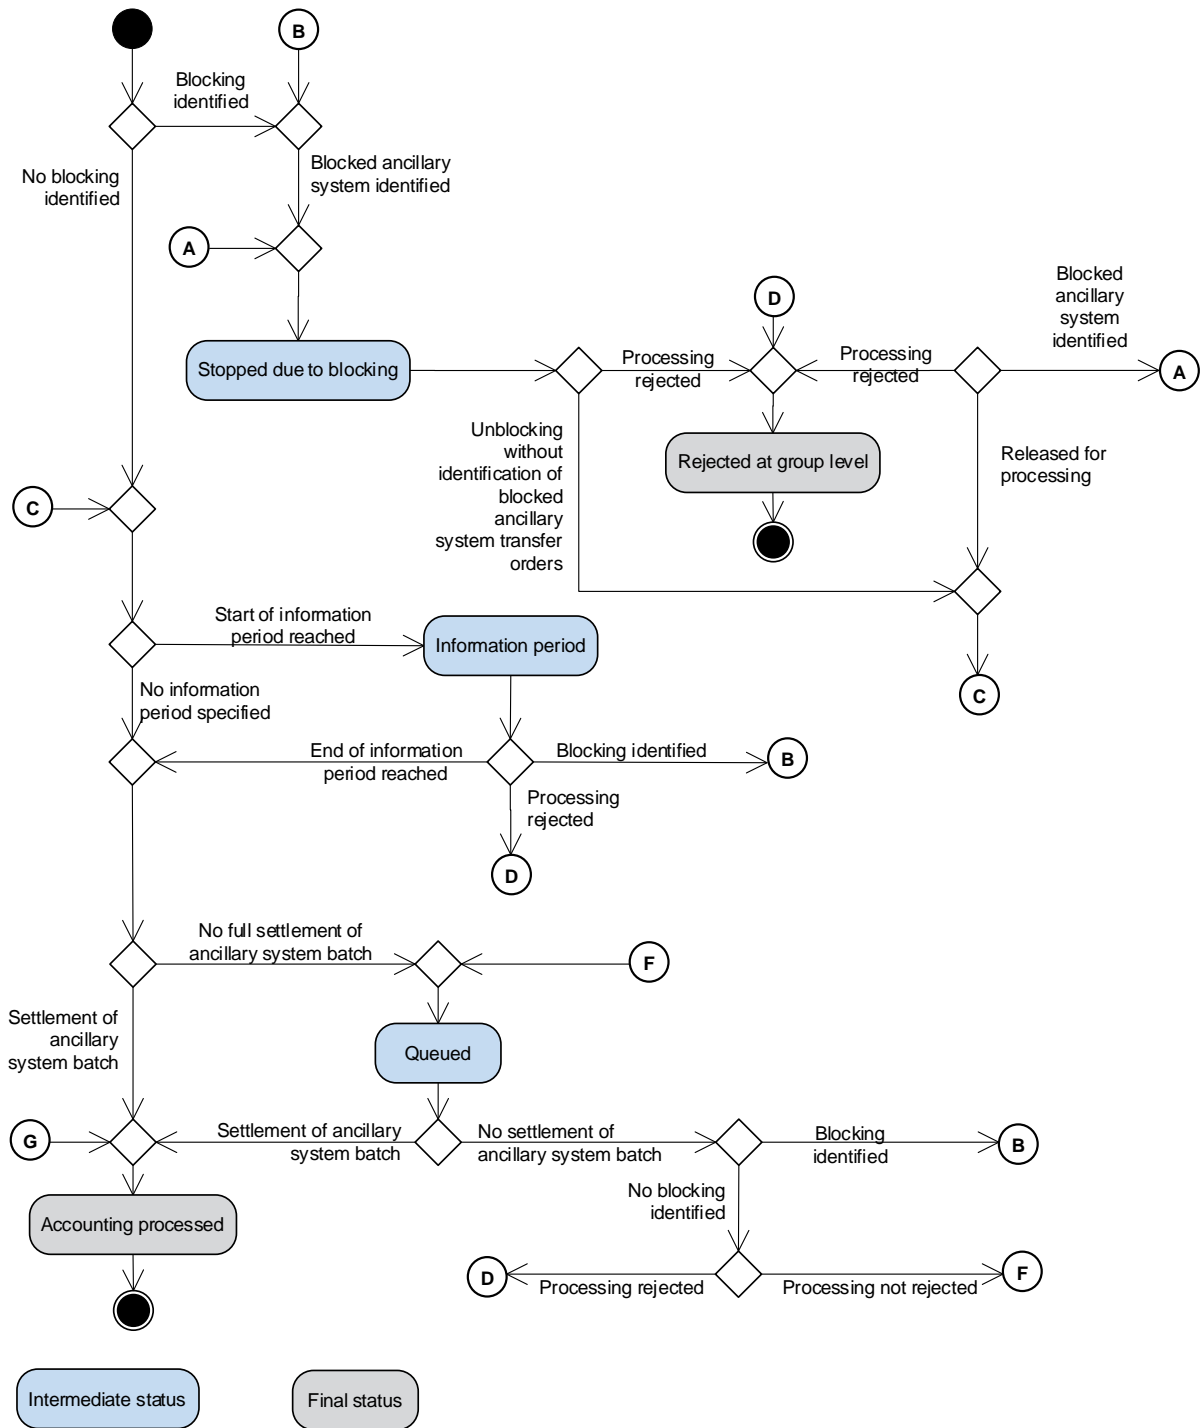 B
Blocking
identified
No blocking
identified
Blocked ancillary
system identified
A
Blocked
ancillary
system
identified
D
Stopped due to blocking
Processing
rejected
Processing
rejected
A
Unblocking
without
identification of
blocked
ancillary
system transfer
orders
Rejected at group level
Released for
processing
C
Start of information
period reached
Information period
No information
period specified
C
End of information
period reached
Blocking identified
B
Processing
rejected
D
No full settlement of
ancillary system batch
F
Settlement of
ancillary
system batch
Queued
G
Settlement of ancillary
system batch
No settlement of
ancillary system batch
Blocking
identified
B
No blocking
identified
Accounting processed
D
Processing rejected
Processing not rejected
F
Intermediate status
Final status